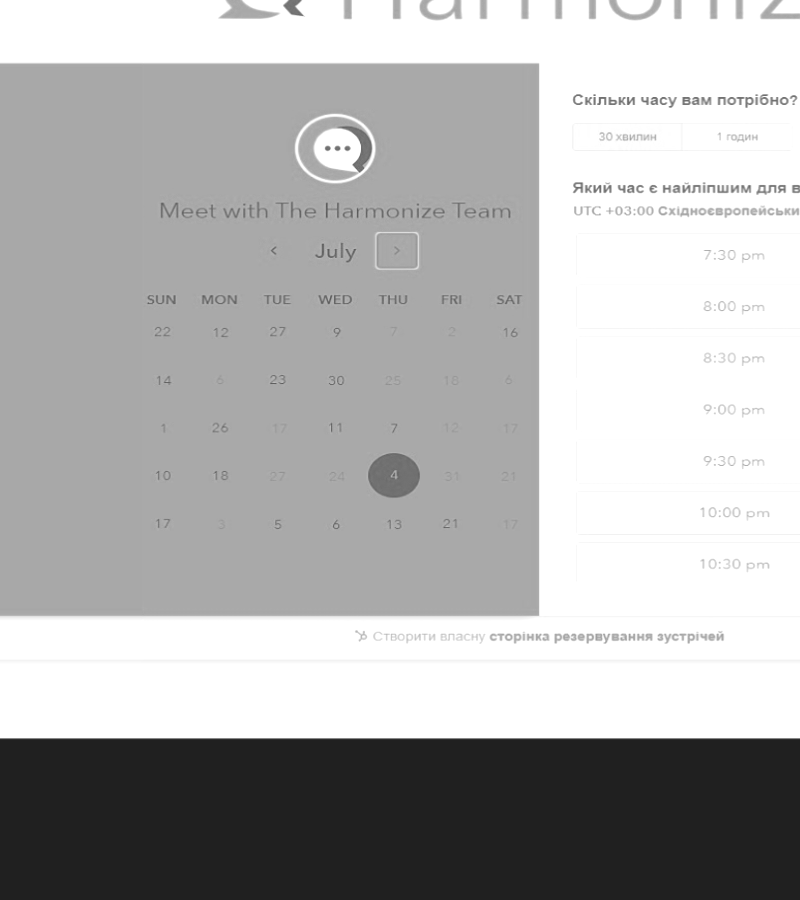 Harmoniz
Meet with The Harmonize Team
July
SUN MON TUE WED THU FRI SAT
22 12 27 9 7 2 16
14 6 23 30 25 18 6
1 26 17 11 7 12 17
10 18 27 24 4 31 21
17 3 5 6 13 21 17
Скільки часу вам потрібно?
30 хвилин 1 годин
Який час є найліпшим для в
UTC +03:00 Східноєвропейськи
7:30 pm
8:00 pm
8:30 pm
9:00 pm
9:30 pm
10:00 pm
10:30 pm
Створити власну сторінка резервування зустрічей